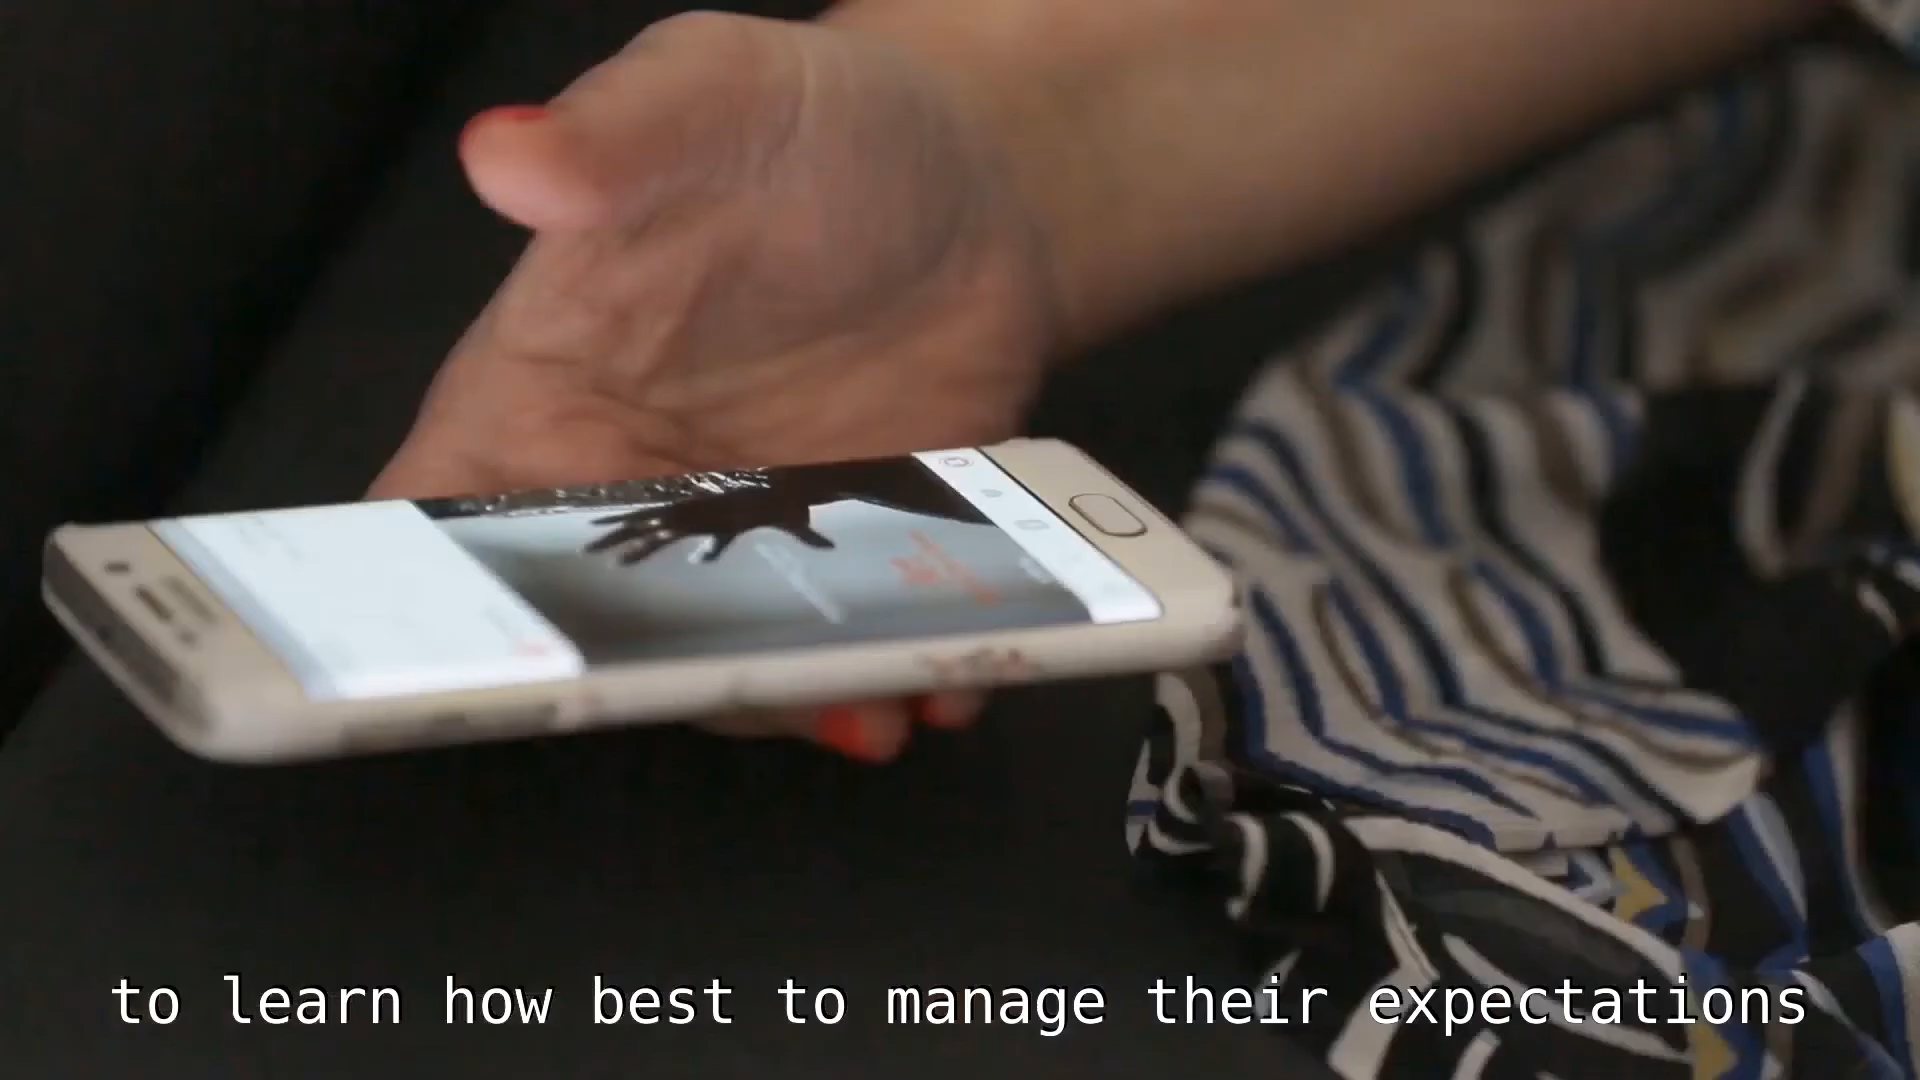 to learn how best to manage their expectations